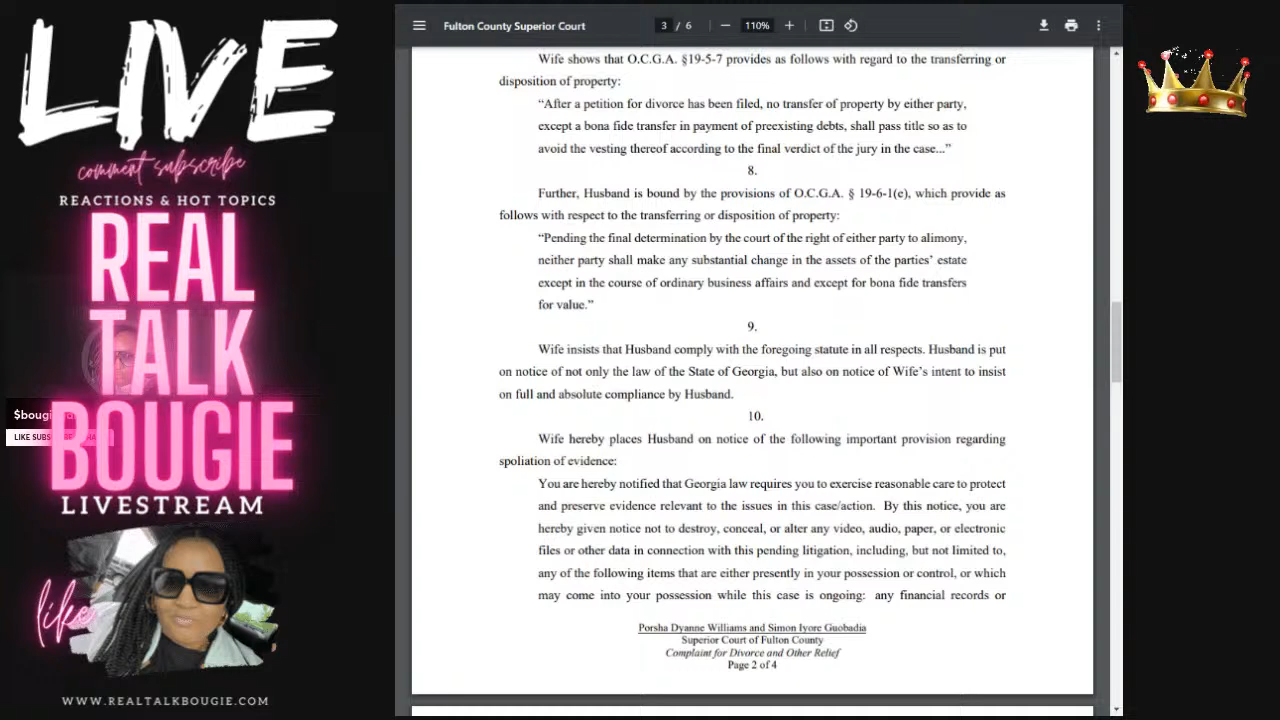 LIVE
comment subscribe
REACTIONS & HOT TOPICS
REAL
TALK
BOUGIE
LIVESTREAM
like
WWW.REALTALKBOUGIE.COM
Fulton County Superior Court
3 / 6
110%
Wife shows that O.C.G.A. §19-5-7 provides as follows with regard to the transferring or
disposition of property:
“After a petition for divorce has been filed, no transfer of property by either party,
except a bona fide transfer in payment of preexisting debts, shall pass title so as to
avoid the vesting thereof according to the final verdict of the jury in the case...”
8.
Further, Husband is bound by the provisions of O.C.G.A. § 19-6-1(e), which provide as
follows with respect to the transferring or disposition of property:
“Pending the final determination by the court of the right of either party to alimony,
neither party shall make any substantial change in the assets of the parties’ estate
except in the course of ordinary business affairs and except for bona fide transfers
for value.”
9.
Wife insists that Husband comply with the foregoing statute in all respects. Husband is put
on notice of not only the law of the State of Georgia, but also on notice of Wife’s intent to insist
on full and absolute compliance by Husband.
10.
Wife hereby places Husband on notice of the following important provision regarding
spoliation of evidence:
You are hereby notified that Georgia law requires you to exercise reasonable care to protect
and preserve evidence relevant to the issues in this case/action. By this notice, you are
hereby given notice not to destroy, conceal, or alter any video, audio, paper, or electronic
files or other data in connection with this pending litigation, including, but not limited to,
any of the following items that are either presently in your possession or control, or which
may come into your possession while this case is ongoing: any financial records or
Porsha Dyanne Williams and Simon Iyore Guobadia
Superior Court of Fulton County
Complaint for Divorce and Other Relief
Page 2 of 4